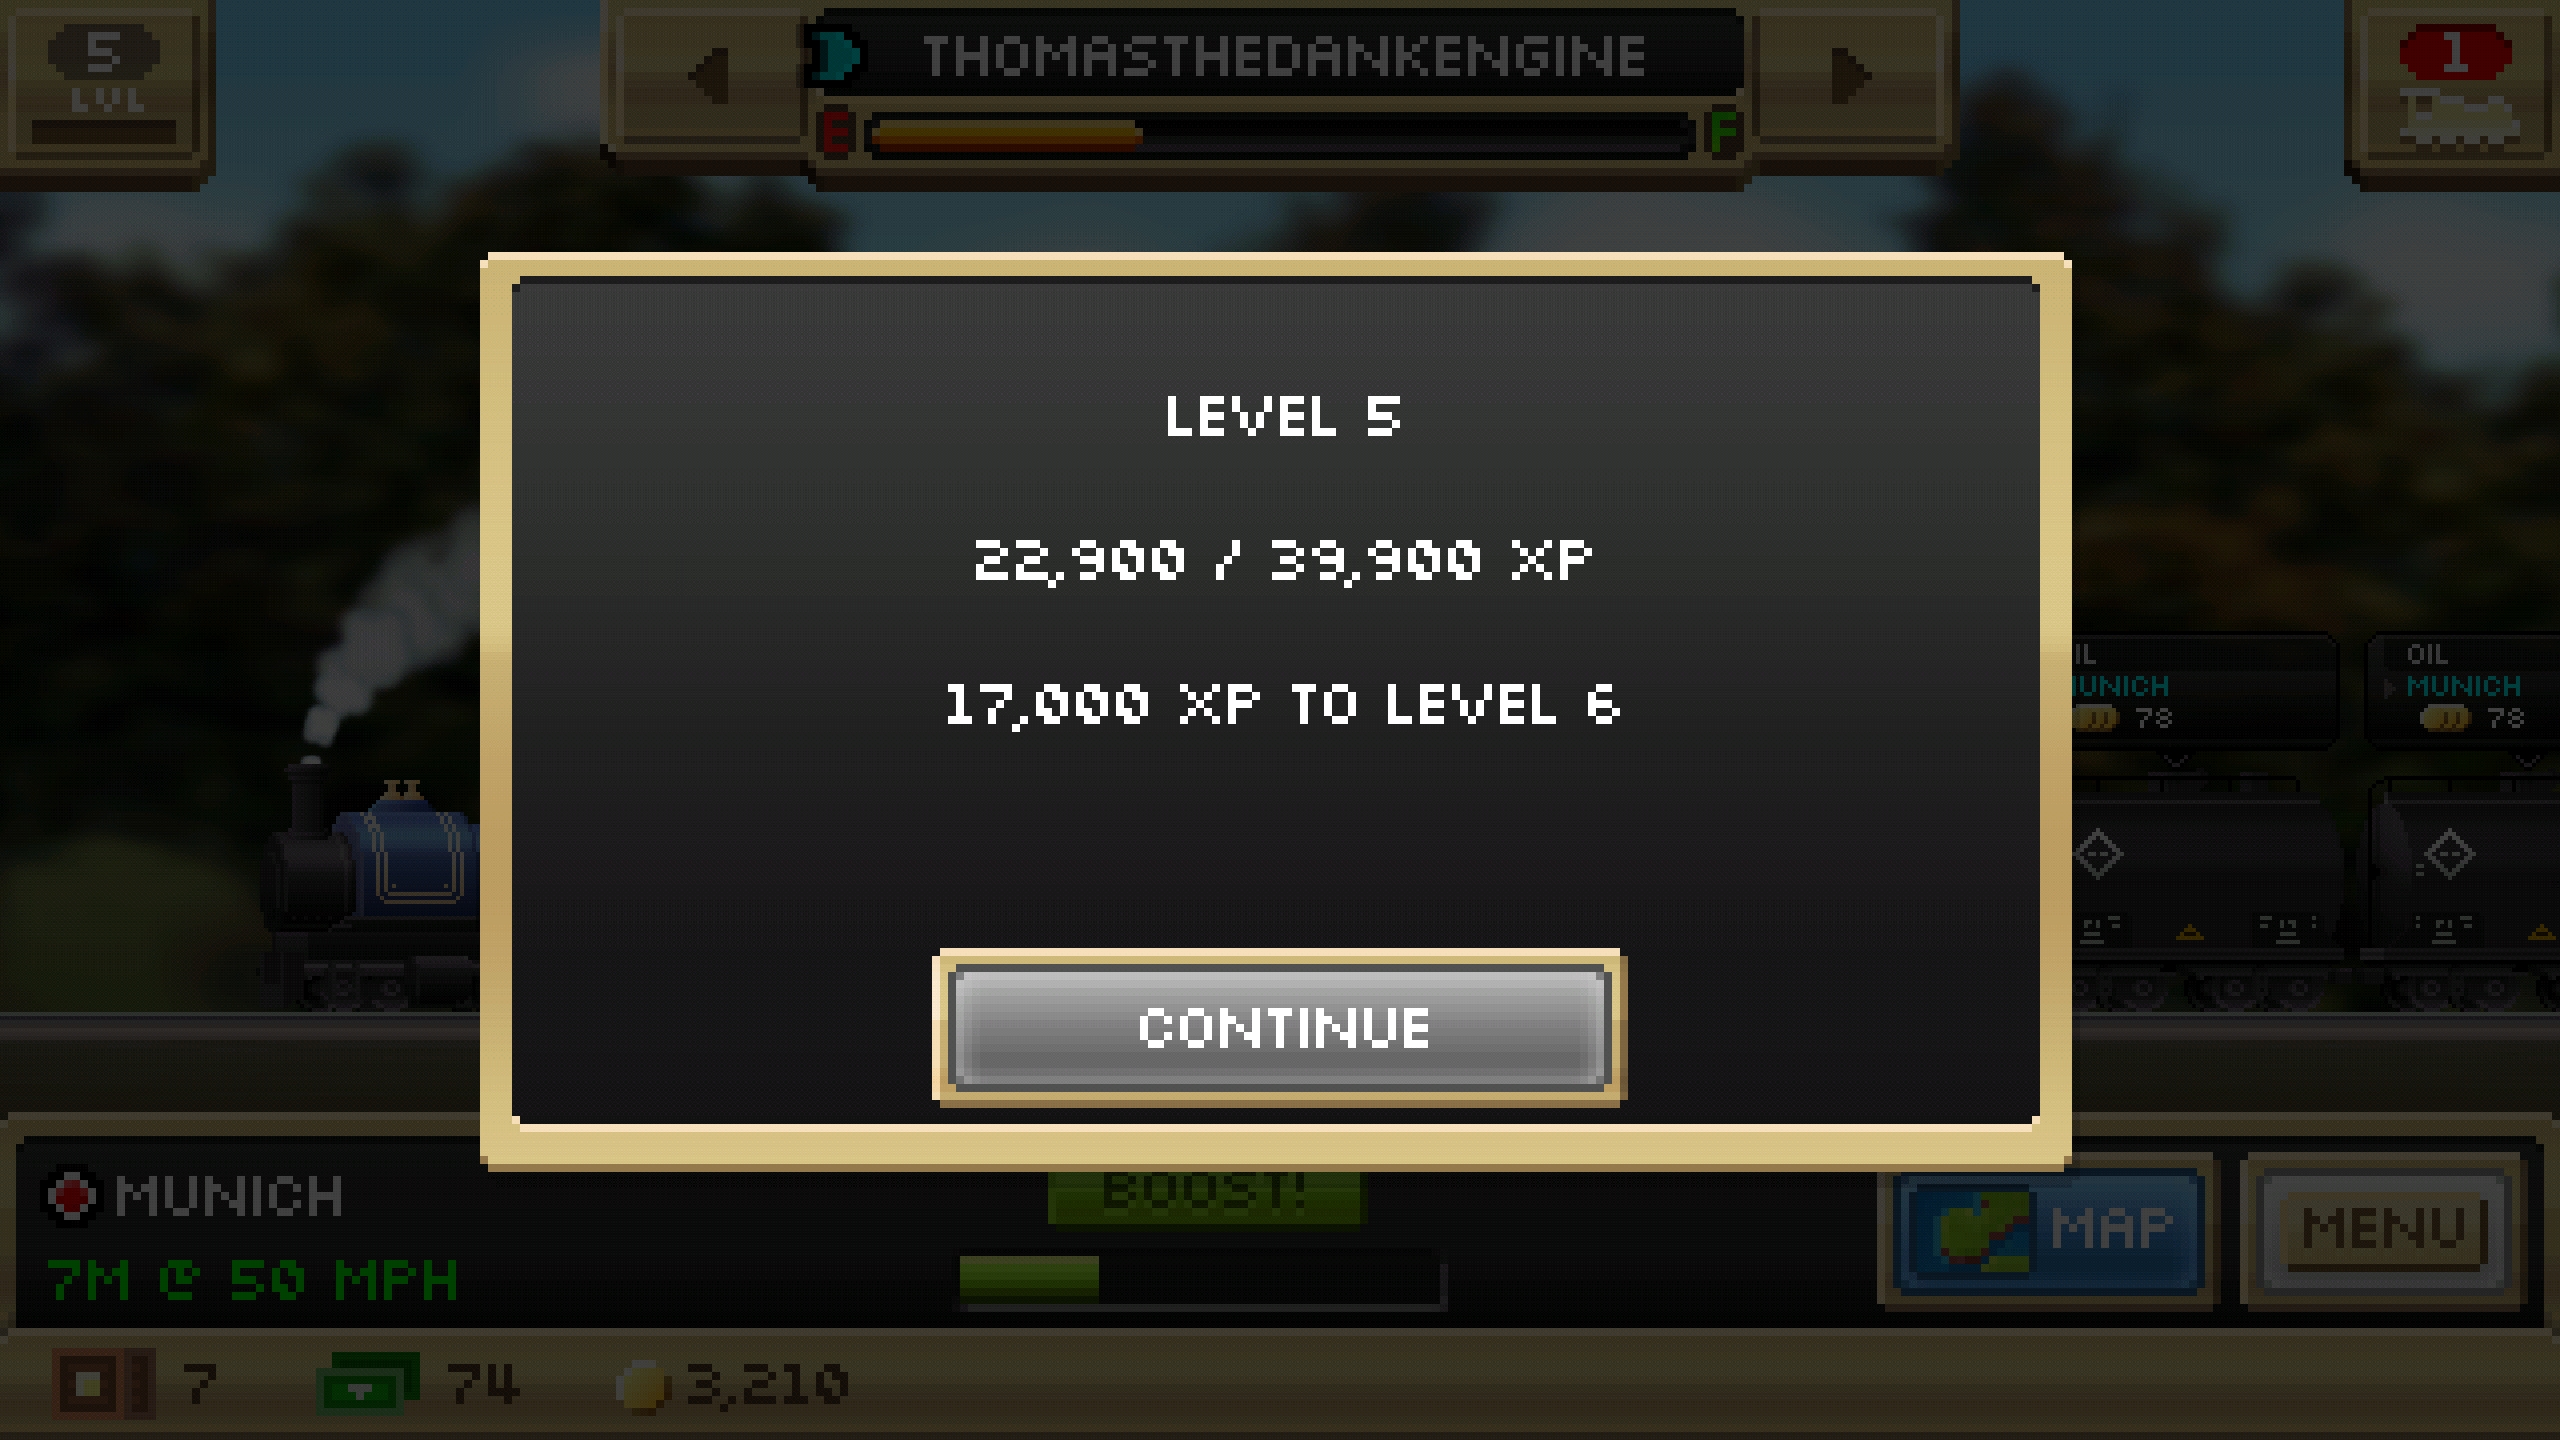 5
LVL
THOMASTHEDANKENGINE
E
F
1
LEVEL 5
22,900 / 39,900 XP
17,000 XP TO LEVEL 6
MUNICH
78
OIL
MUNICH
78
CONTINUE
MUNICH
7M @ 50 MPH
BOOST!
MAP
MENU
7
74
3,210